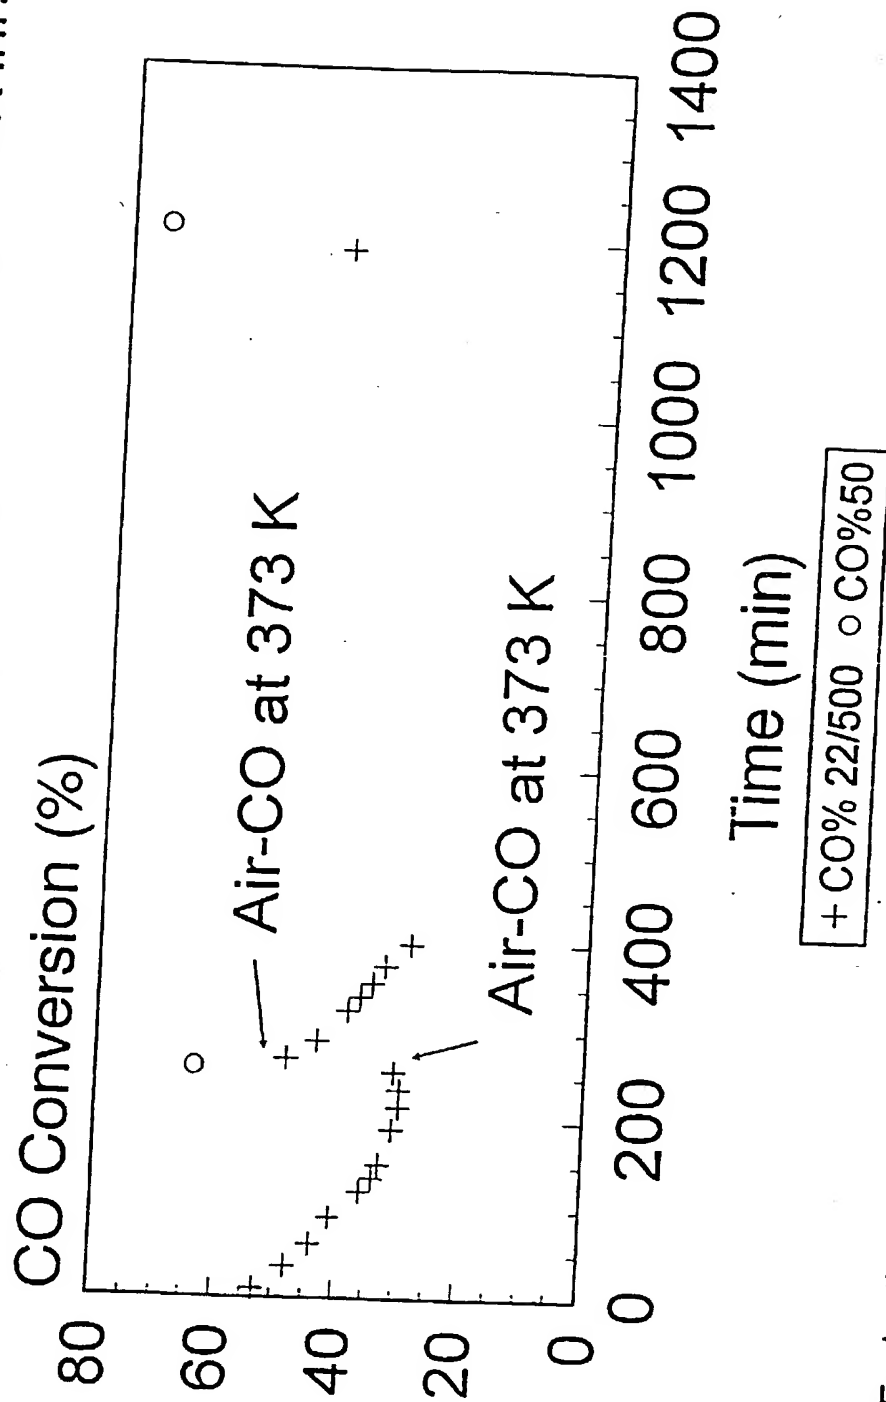 CO Conversion (%)
80
60
40
20
0
Air-CO at 373 K
Air-CO at 373 K
0 200 400 600 800 1000 1200 1400
Time (min)
+ CO% 22/500 o CO%50